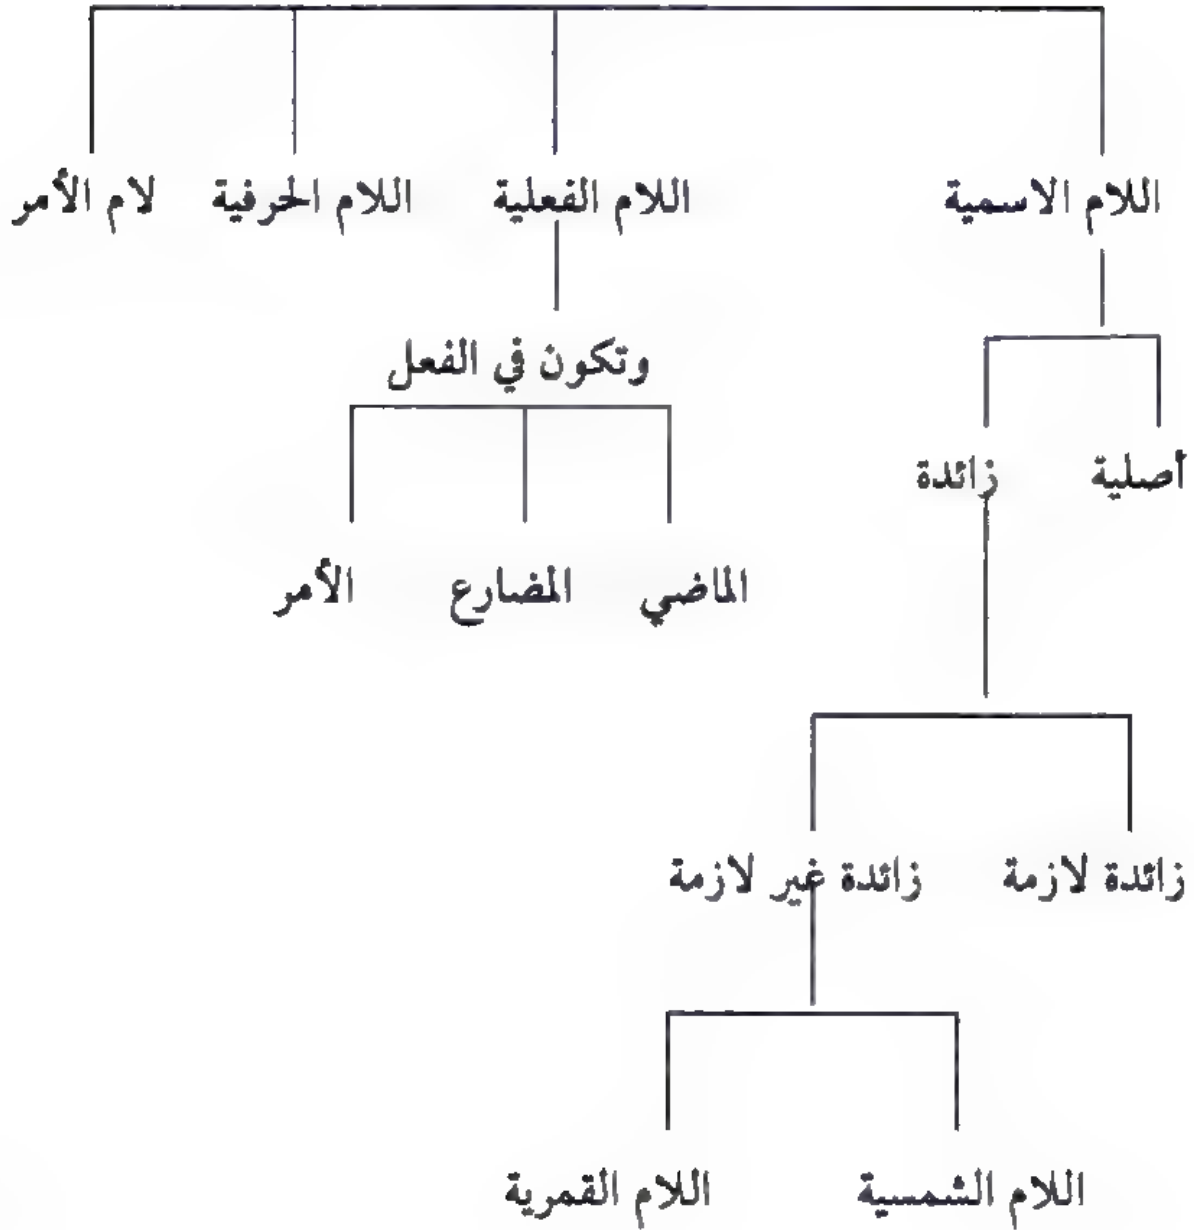 اللام الاسمية اللام الفعلية اللام الحرفية لام الأمر
وتكون في الفعل
أصلية زائدة
الماضي المضارع الأمر
زائدة لازمة زائدة غير لازمة
اللام الشمسية اللام القمرية